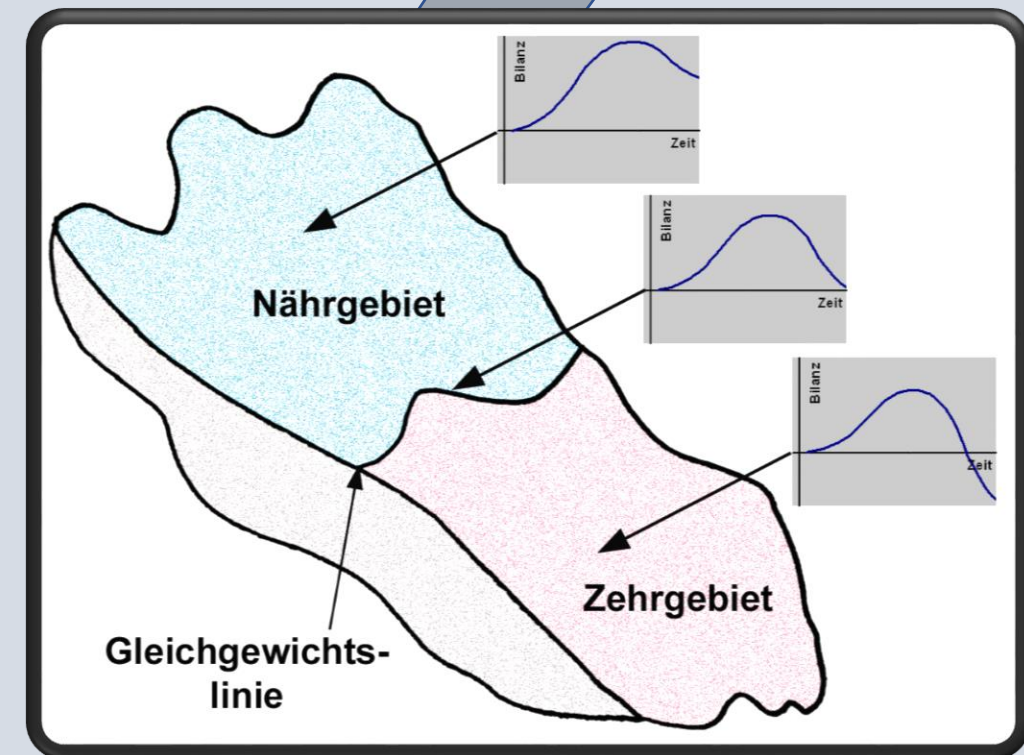 Bilanz
Zeit
Bilanz
Zeit
Nährgebiet
Bilanz
Zeit
Zehrgebiet
Gleichgewichts-
linie